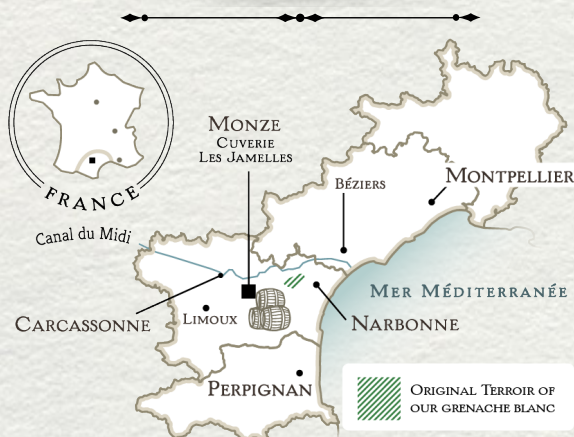 FRANCE
MONZE
CUVERIE
LES JAMELLES
BÉZIERS
MONTPELLIER
Canal du Midi
MER MÉDITERRANÉE
CARCASSONNE
LIMOUX
NARBONNE
PERPIGNAN
ORIGINAL TERROIR OF
OUR GRENACHE BLANC